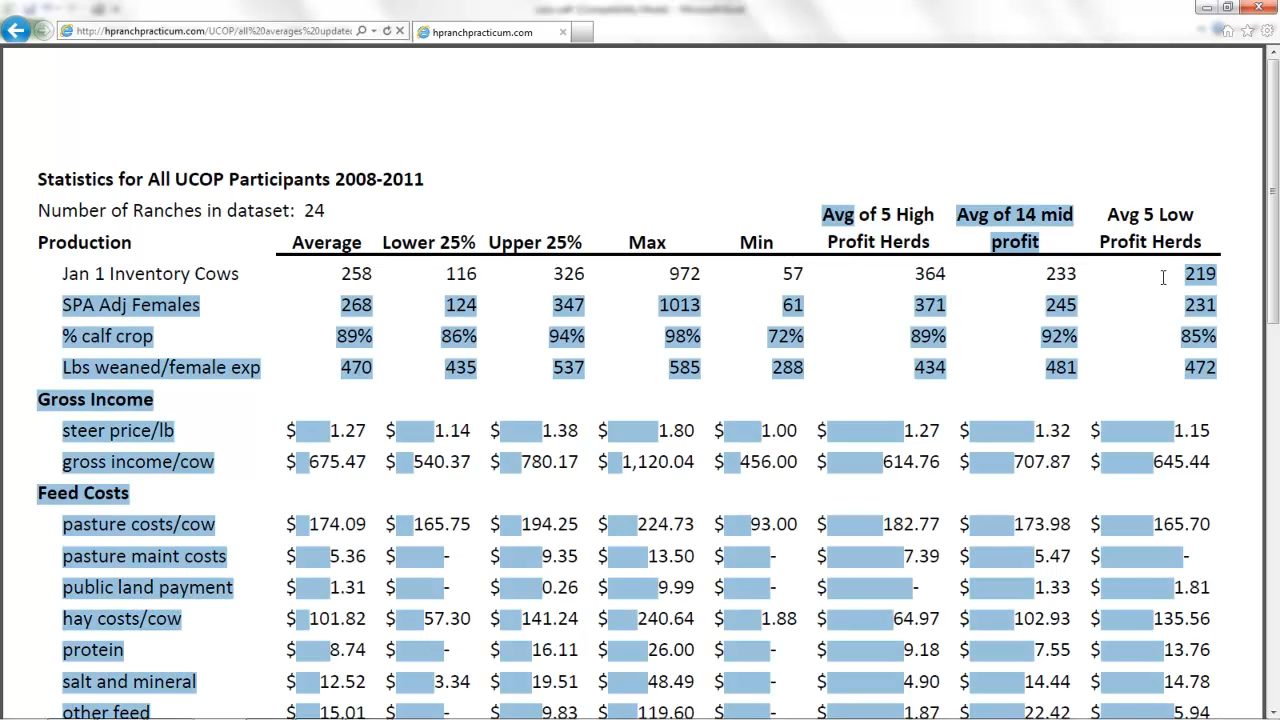 http://hpranchpracticum.com/UCOP/all%20averages%20update
hpranchpracticum.com
Statistics for All UCOP Participants 2008-2011
Number of Ranches in dataset: 24
Production Average Lower 25% Upper 25% Max Min Avg of 5 High Profit Herds Avg of 14 mid profit Avg 5 Low Profit Herds
Jan 1 Inventory Cows 258 116 326 972 57 364 233 219
SPA Adj Females 268 124 347 1013 61 371 245 231
% calf crop 89% 86% 94% 98% 72% 89% 92% 85%
Lbs weaned/female exp 470 435 537 585 288 434 481 472
Gross Income
steer price/lb $ 1.27 $ 1.14 $ 1.38 $ 1.80 $ 1.00 $ 1.27 $ 1.32 $ 1.15
gross income/cow $ 675.47 $ 540.37 $ 780.17 $ 1,120.04 $ 456.00 $ 614.76 $ 707.87 $ 645.44
Feed Costs
pasture costs/cow $ 174.09 $ 165.75 $ 194.25 $ 224.73 $ 93.00 $ 182.77 $ 173.98 $ 165.70
pasture maint costs $ 5.36 $ - $ 9.35 $ 13.50 $ - $ 7.39 $ 5.47 $ -
public land payment $ 1.31 $ - $ 0.26 $ 9.99 $ - $ - $ 1.33 $ 1.81
hay costs/cow $ 101.82 $ 57.30 $ 141.24 $ 240.64 $ 1.88 $ 64.97 $ 102.93 $ 135.56
protein $ 8.74 $ - $ 16.11 $ 26.00 $ - $ 9.18 $ 7.55 $ 13.76
salt and mineral $ 12.52 $ 3.34 $ 19.51 $ 48.49 $ - $ 4.90 $ 14.44 $ 14.78
other feed $ 15.01 $ - $ 9.83 $ 119.60 $ - $ 1.87 $ 22.42 $ 5.94